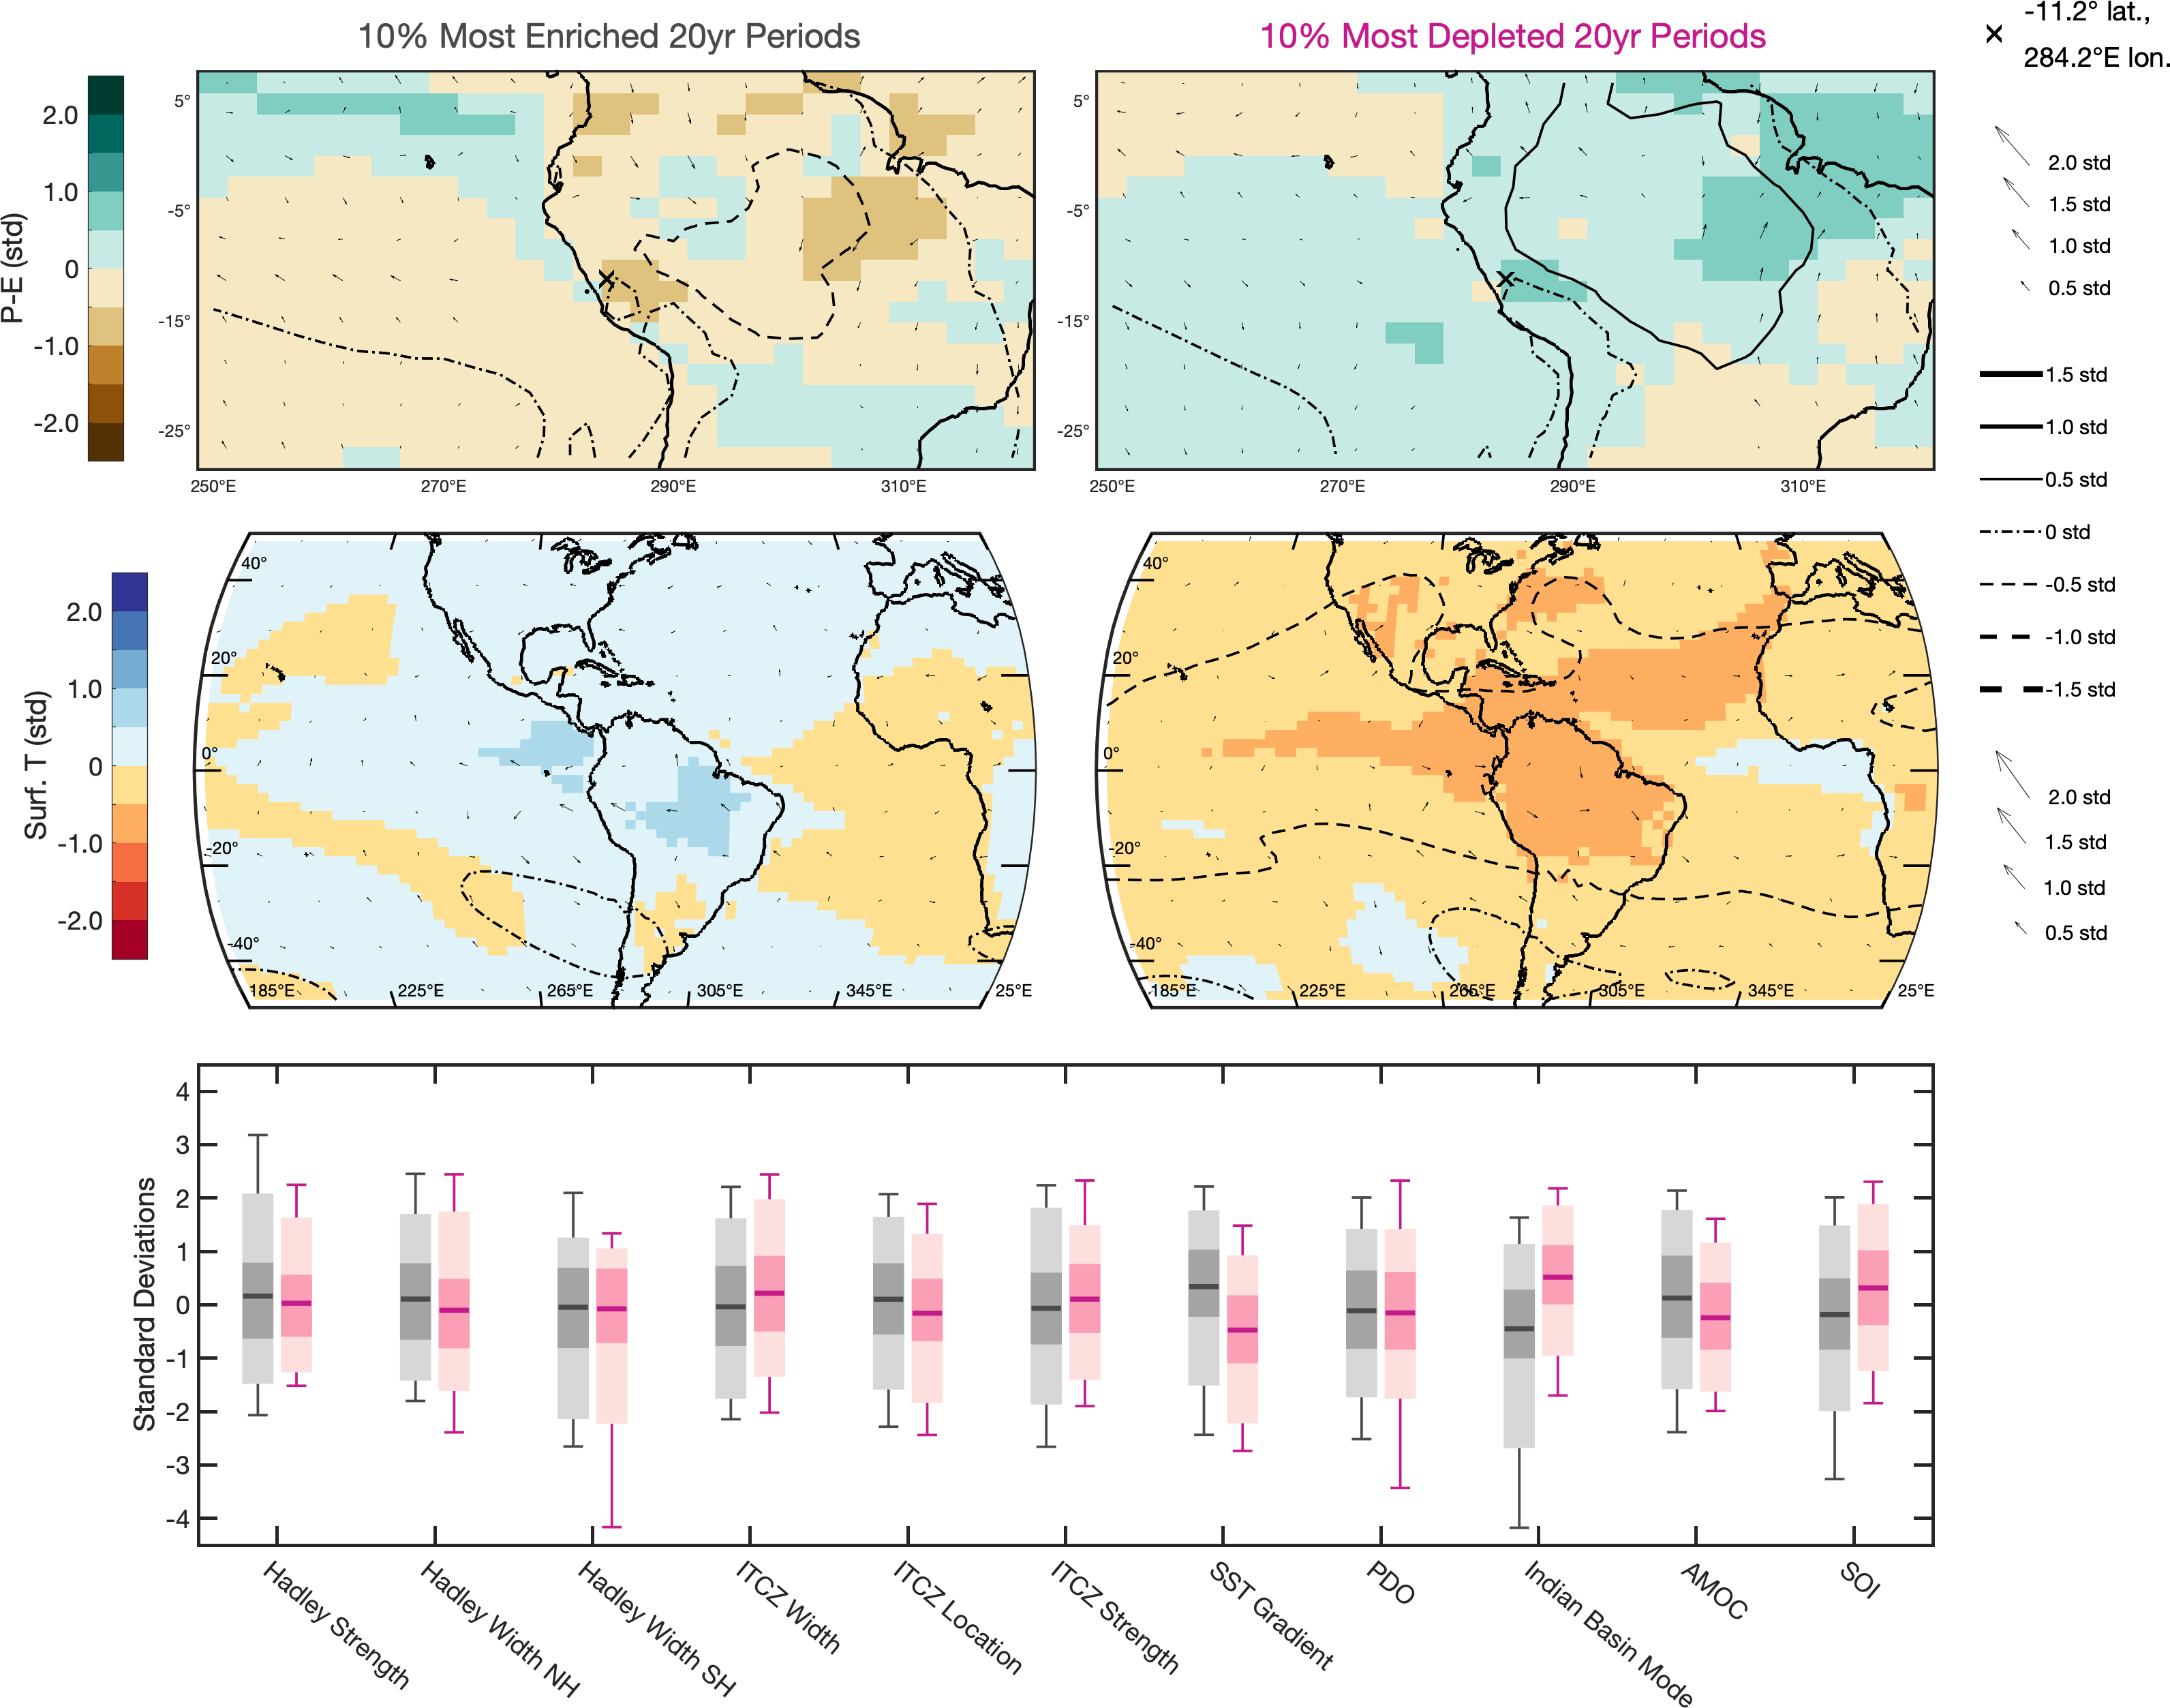 10% Most Enriched 20yr Periods
10% Most Depleted 20yr Periods
-11.2° lat.,
284.2°E lon.
P-E (std)
2.0
1.0
0
-1.0
-2.0
5°
-5°
-15°
-25°
250°E
270°E
290°E
310°E
5°
-5°
-15°
-25°
250°E
270°E
290°E
310°E
2.0 std
1.5 std
1.0 std
0.5 std
1.5 std
1.0 std
0.5 std
0 std
-0.5 std
-1.0 std
-1.5 std
Surf. T (std)
2.0
1.0
0
-1.0
-2.0
40°
20°
0°
-20°
-40°
185°E
225°E
265°E
305°E
345°E
25°E
40°
20°
0°
-20°
-40°
185°E
225°E
265°E
305°E
345°E
25°E
2.0 std
1.5 std
1.0 std
0.5 std
Standard Deviations
4
3
2
1
0
-1
-2
-3
-4
Hadley Strength
Hadley Width NH
Hadley Width SH
ITCZ Width
ITCZ Location
ITCZ Strength
SST Gradient
PDO
Indian Basin Mode
AMOC
SOI